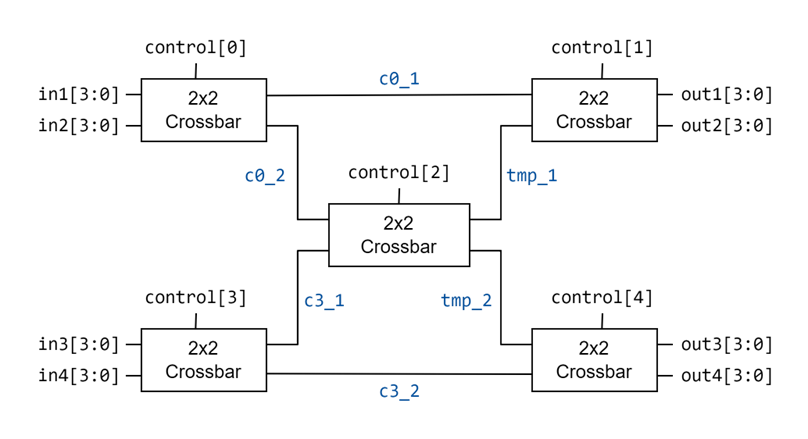 control[0]
control[1]
c0_1
in1[3:0]
2x2
Crossbar
in2[3:0]
2x2
Crossbar
out1[3:0]
out2[3:0]
c0_2
control[2]
tmp_1
2x2
Crossbar
control[3]
c3_1
tmp_2
control[4]
in3[3:0]
2x2
Crossbar
in4[3:0]
2x2
Crossbar
out3[3:0]
out4[3:0]
c3_2